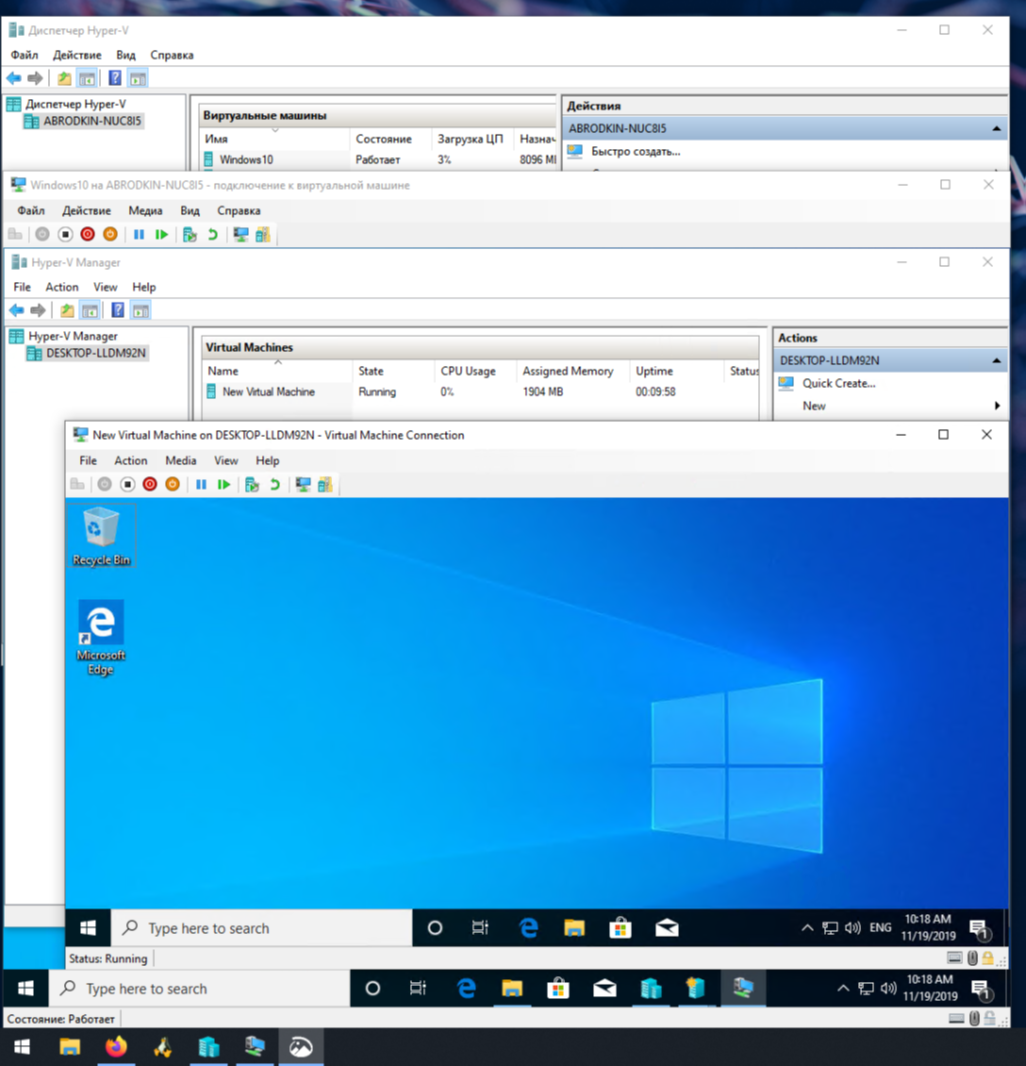 Диспетчер Hyper-V
Файл Действие Вид Справка
Диспетчер Hyper-V
ABRODKIN-NUC8I5
Виртуальные машины
Имя Состояние Загрузка ЦП Назнач
Windows10 Работает 3% 8096 МБ
Действия
ABRODKIN-NUC8I5
Быстро создать...
Windows10 на ABRODKIN-NUC8I5 - подключение к виртуальной машине
Файл Действие Медиа Вид Справка
Hyper-V Manager
File Action View Help
Hyper-V Manager
DESKTOP-LLDM92N
Virtual Machines
Name State CPU Usage Assigned Memory Uptime Status
New Virtual Machine Running 0% 1904 MB 00:09:58
Actions
DESKTOP-LLDM92N
Quick Create...
New
New Virtual Machine on DESKTOP-LLDM92N - Virtual Machine Connection
File Action Media View Help
Recycle Bin
Microsoft
Edge
Type here to search
ENG
10:18 AM
11/19/2019
1
Status: Running
Type here to search
10:18 AM
11/19/2019
1
Состояние: Работает